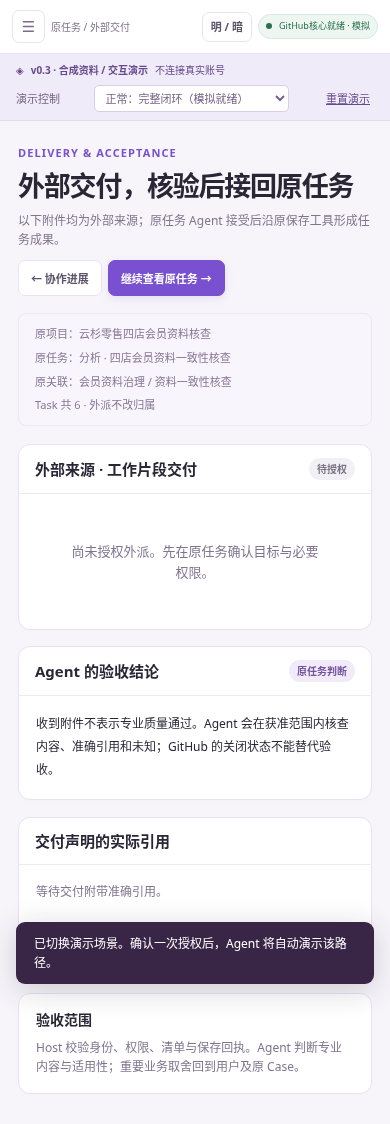 ☰ 原任务 / 外部交付 明 / 暗 GitHub核心就绪 · 模拟
◈ v0.3 · 合成资料 / 交互演示 不连接真实账号
演示控制 正常：完整闭环（模拟就绪） 重置演示
DELIVERY & ACCEPTANCE
外部交付，核验后接回原任务
以下附件均为外部来源；原任务 Agent 接受后沿原保存工具形成任
务成果。
← 协作进展 继续查看原任务 →
原项目：云杉零售四店会员资料核查
原任务：分析 · 四店会员资料一致性核查
原关联：会员资料治理 / 资料一致性核查
Task 共 6 · 外派不改归属
外部来源 · 工作片段交付 待授权
尚未授权外派。先在原任务确认目标与必要
权限。
Agent 的验收结论 原任务判断
收到附件不表示专业质量通过。Agent 会在获准范围内核查
内容、准确引用和未知；GitHub 的关闭状态不能替代验
收。
交付声明的实际引用
等待交付附带准确引用。
已切换演示场景。确认一次授权后，Agent 将自动演示该路
径。
验收范围
Host 校验身份、权限、清单与保存回执。Agent 判断专业
内容与适用性；重要业务取舍回到用户及原 Case。